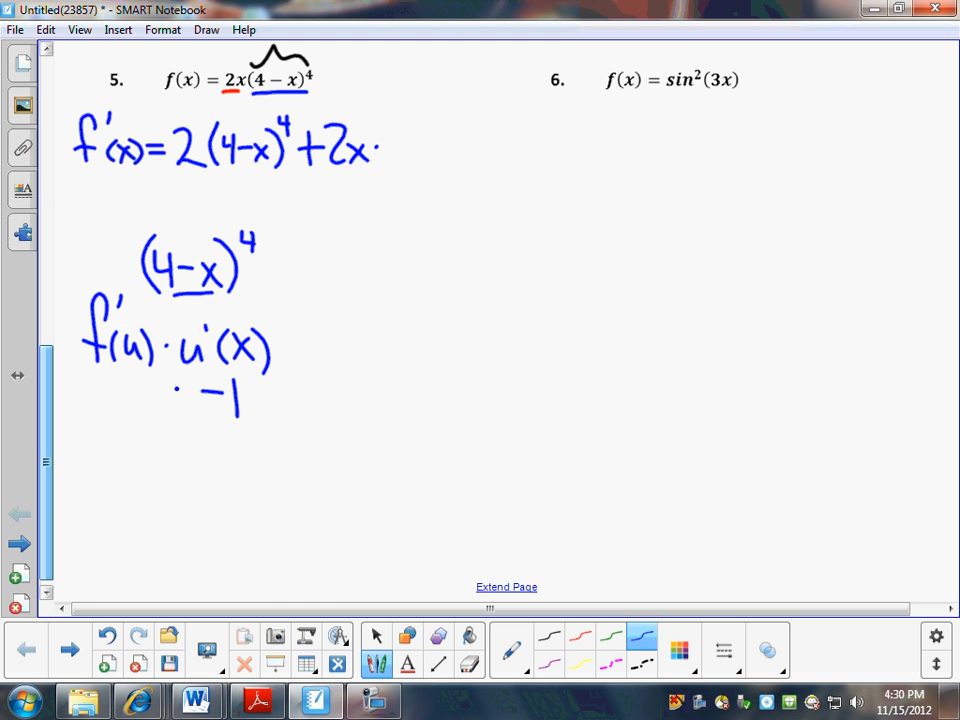 Untitled(23857) * - SMART Notebook
File Edit View Insert Format Draw Help
5. f(x) = 2x(4 − x)⁴
6. f(x) = sin²(3x)
f'(x) = 2(4-x)⁴ + 2x·
(4-x)⁴
f'(u) · u'(x)
· -1
Extend Page
4:30 PM
11/15/2012